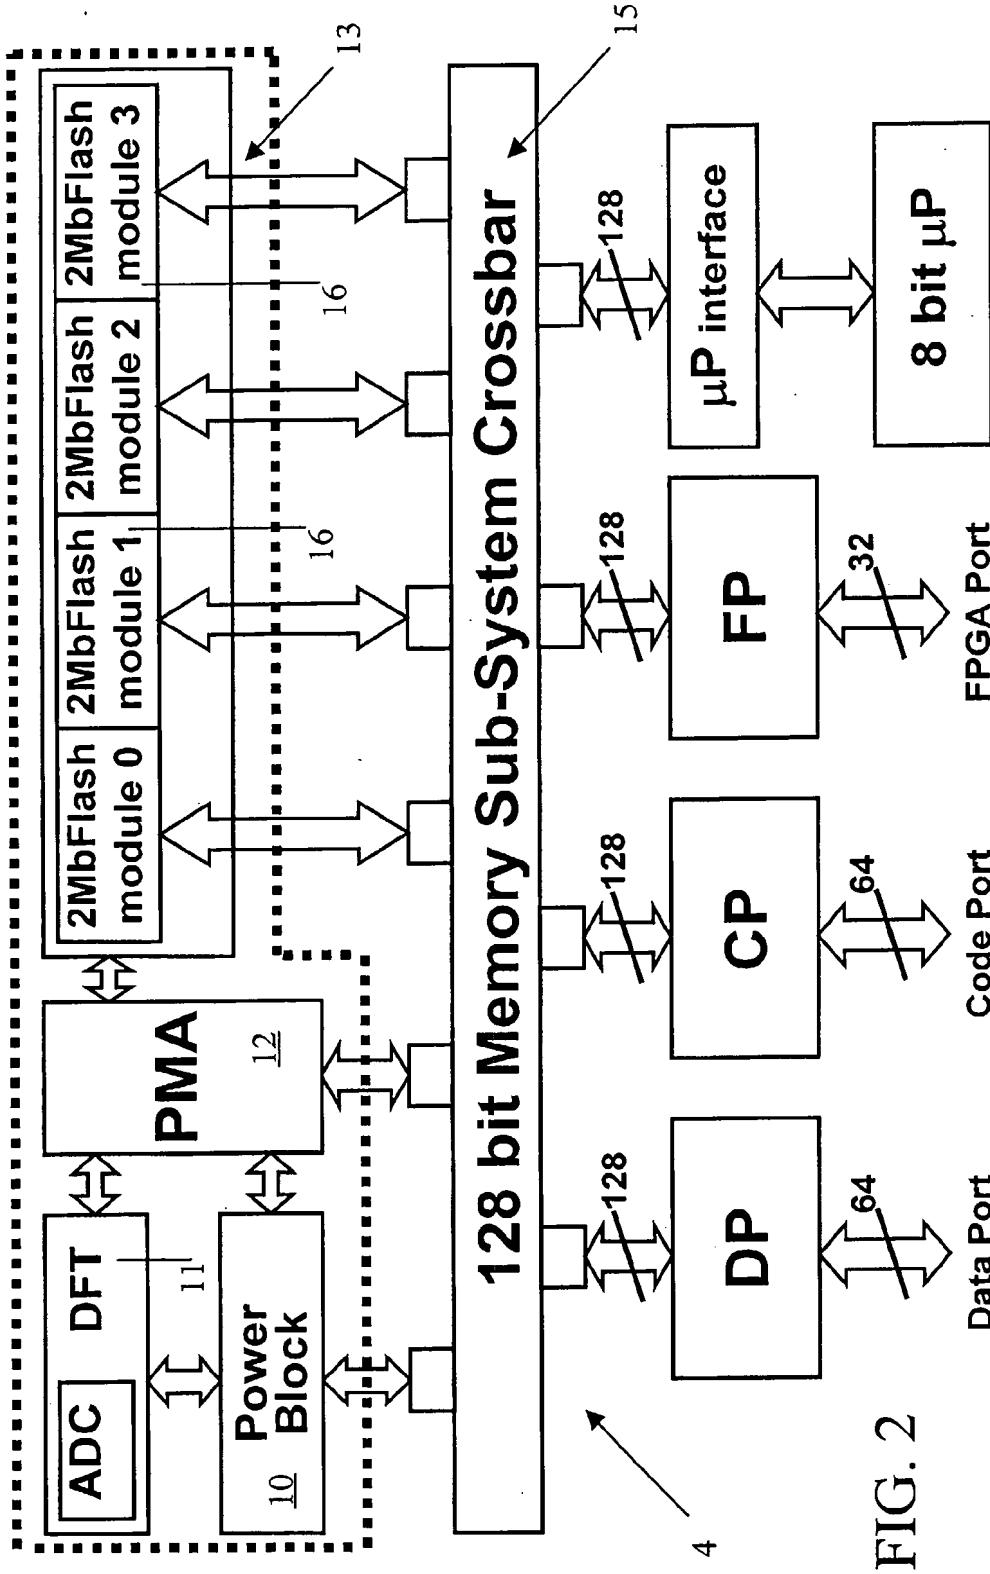 ADC
DFT
11
Power
Block
10
PMA
12
2MbFlash
module 0
2MbFlash
module 1
2MbFlash
module 2
2MbFlash
module 3
16
16
13
128 bit Memory Sub-System Crossbar
15
4
128
128
128
128
DP
CP
FP
µP interface
64
64
32
8 bit µP
Data Port
Code Port
FPGA Port
FIG. 2